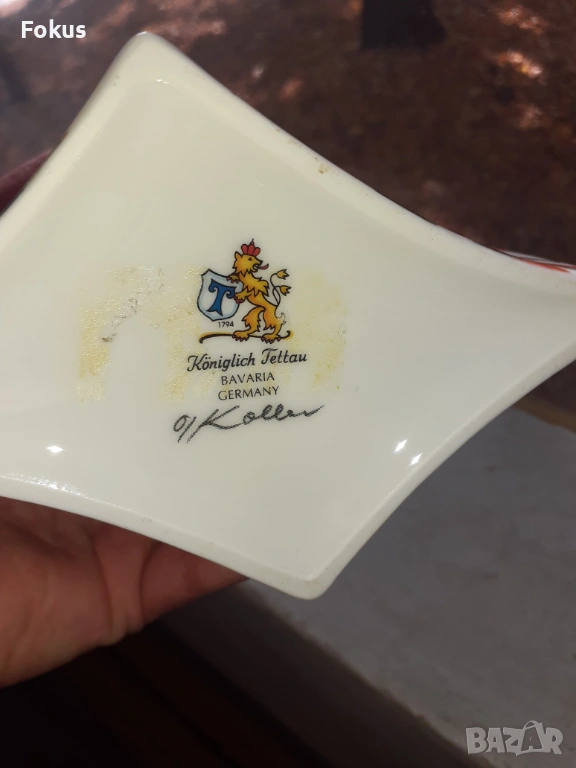 Fokus
T
1794
Königlich Tettau
BAVARIA
GERMANY
Koller
BAZAR